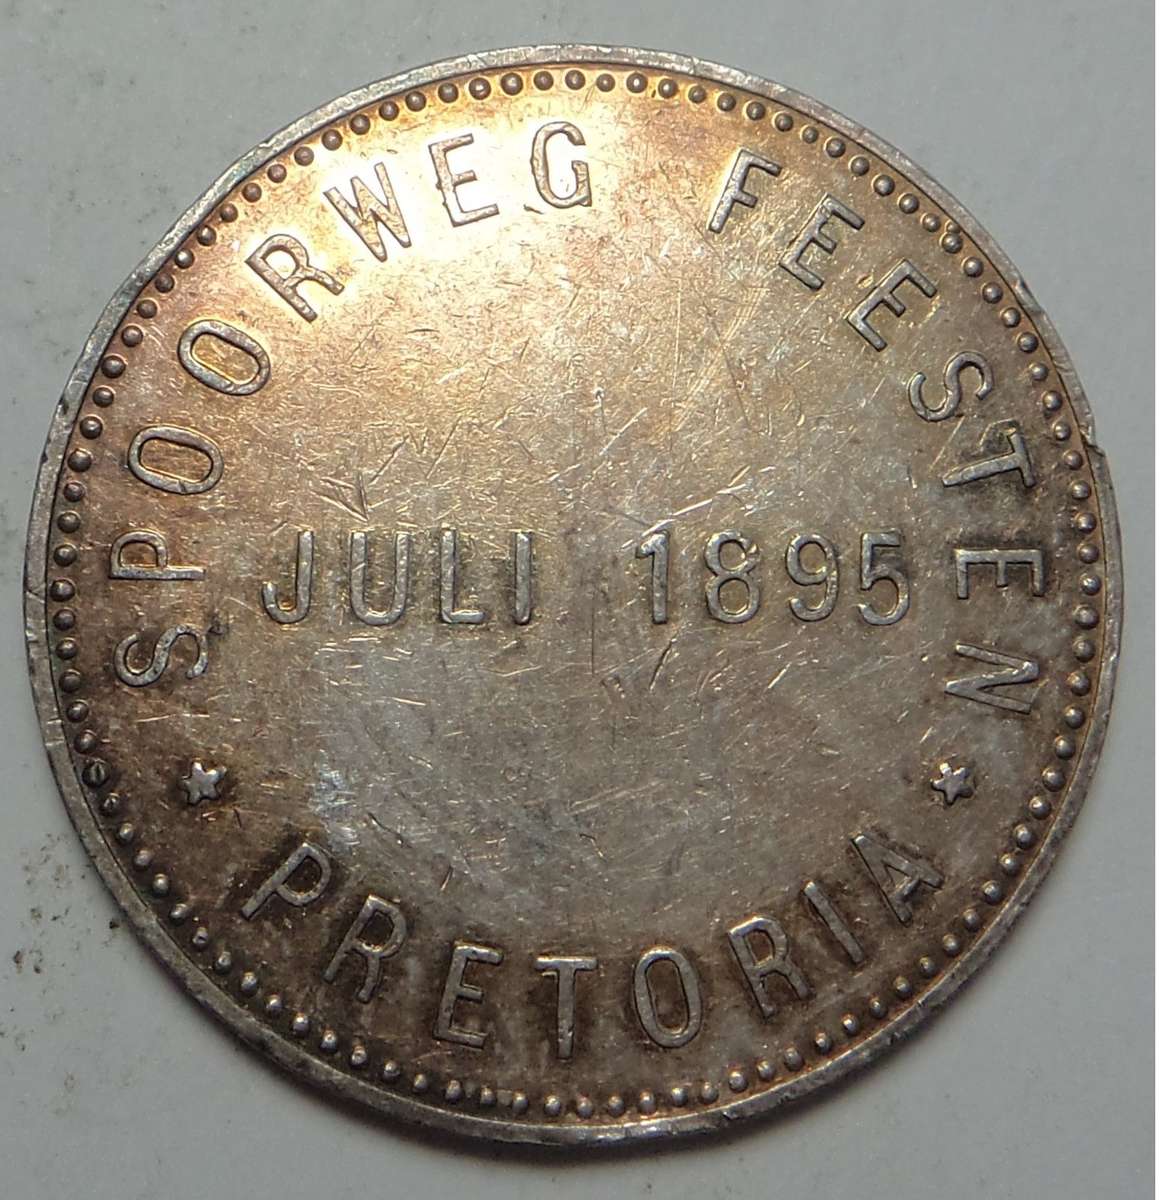 SPOORWEG FEESTEN
JULI 1895
* PRETORIA *